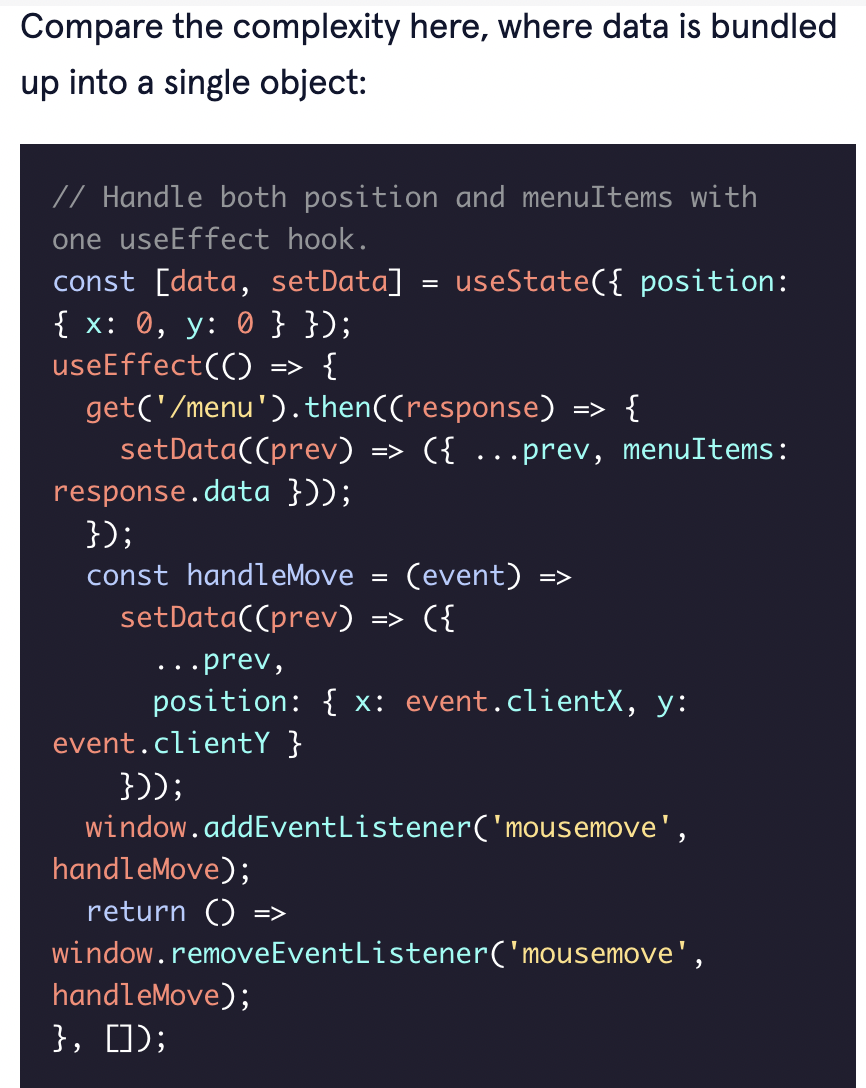 Compare the complexity here, where data is bundled
up into a single object:
// Handle both position and menuItems with
one useEffect hook.
const [data, setData] = useState({ position:
{ x: 0, y: 0 } });
useEffect(() => {
  get('/menu').then((response) => {
    setData((prev) => ({ ...prev, menuItems:
response.data }));
  });
  const handleMove = (event) =>
    setData((prev) => ({
      ...prev,
      position: { x: event.clientX, y:
event.clientY }
    }));
  window.addEventListener('mousemove',
handleMove);
  return () =>
window.removeEventListener('mousemove',
handleMove);
}, []);